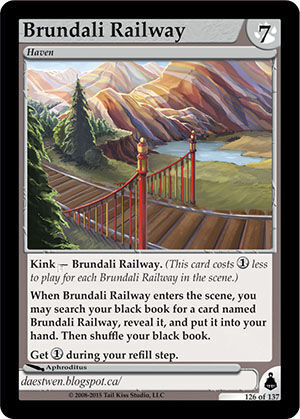 Brundali Railway 7
Haven
Kink — Brundali Railway. (This card costs 1 less
to play for each Brundali Railway in the scene.)
When Brundali Railway enters the scene, you
may search your black book for a card named
Brundali Railway, reveal it, and put it into your
hand. Then shuffle your black book.
Get 1 during your refill step.
Aphroditus
daestwen.blogspot.ca/
126 of 137
© 2008-2015 Tail Kiss Studio, LLC